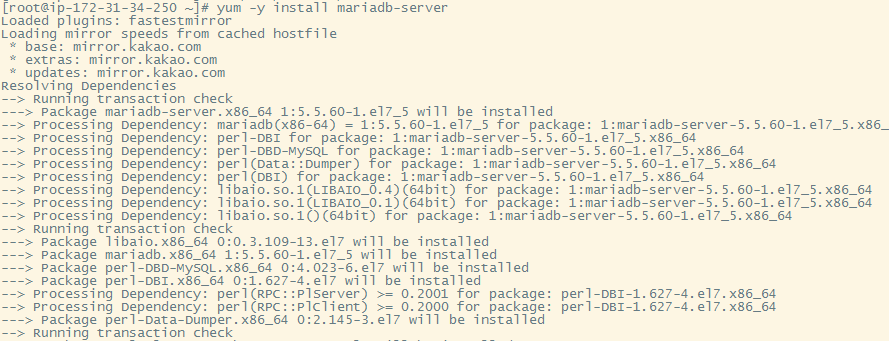 [root@ip-172-31-34-250 ~]# yum -y install mariadb-server
Loaded plugins: fastestmirror
Loading mirror speeds from cached hostfile
 * base: mirror.kakao.com
 * extras: mirror.kakao.com
 * updates: mirror.kakao.com
Resolving Dependencies
--> Running transaction check
---> Package mariadb-server.x86_64 1:5.5.60-1.el7_5 will be installed
--> Processing Dependency: mariadb(x86-64) = 1:5.5.60-1.el7_5 for package: 1:mariadb-server-5.5.60-1.el7_5.x86_
--> Processing Dependency: perl-DBI for package: 1:mariadb-server-5.5.60-1.el7_5.x86_64
--> Processing Dependency: perl-DBD-MySQL for package: 1:mariadb-server-5.5.60-1.el7_5.x86_64
--> Processing Dependency: perl(Data::Dumper) for package: 1:mariadb-server-5.5.60-1.el7_5.x86_64
--> Processing Dependency: perl(DBI) for package: 1:mariadb-server-5.5.60-1.el7_5.x86_64
--> Processing Dependency: libaio.so.1(LIBAIO_0.4)(64bit) for package: 1:mariadb-server-5.5.60-1.el7_5.x86_64
--> Processing Dependency: libaio.so.1(LIBAIO_0.1)(64bit) for package: 1:mariadb-server-5.5.60-1.el7_5.x86_64
--> Processing Dependency: libaio.so.1()(64bit) for package: 1:mariadb-server-5.5.60-1.el7_5.x86_64
--> Running transaction check
---> Package libaio.x86_64 0:0.3.109-13.el7 will be installed
---> Package mariadb.x86_64 1:5.5.60-1.el7_5 will be installed
---> Package perl-DBD-MySQL.x86_64 0:4.023-6.el7 will be installed
---> Package perl-DBI.x86_64 0:1.627-4.el7 will be installed
--> Processing Dependency: perl(RPC::PlServer) >= 0.2001 for package: perl-DBI-1.627-4.el7.x86_64
--> Processing Dependency: perl(RPC::PlClient) >= 0.2000 for package: perl-DBI-1.627-4.el7.x86_64
---> Package perl-Data-Dumper.x86_64 0:2.145-3.el7 will be installed
--> Running transaction check